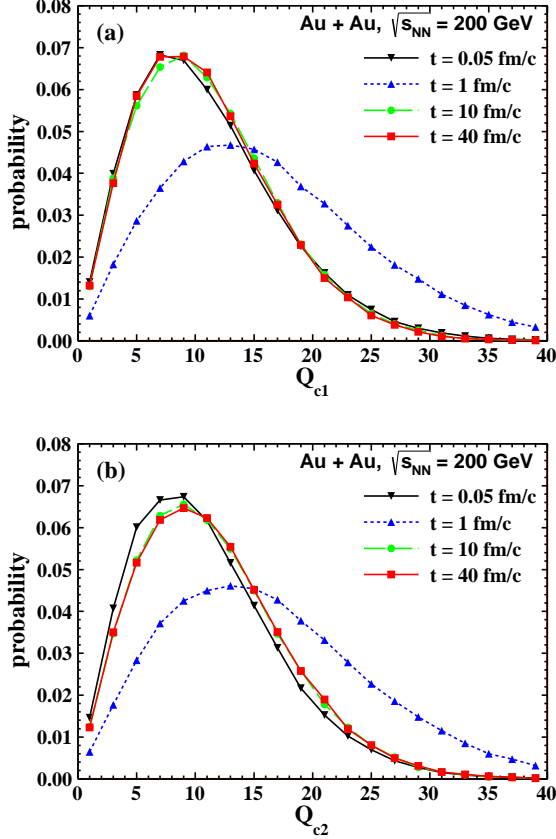 0.08
0.07
0.06
0.05
0.04
0.03
0.02
0.01
0.00
probability
(a)
Au + Au, √sNN = 200 GeV
t = 0.05 fm/c
t = 1 fm/c
t = 10 fm/c
t = 40 fm/c
0 5 10 15 20 25 30 35 40
Qc1
0.08
0.07
0.06
0.05
0.04
0.03
0.02
0.01
0.00
probability
(b)
Au + Au, √sNN = 200 GeV
t = 0.05 fm/c
t = 1 fm/c
t = 10 fm/c
t = 40 fm/c
0 5 10 15 20 25 30 35 40
Qc2